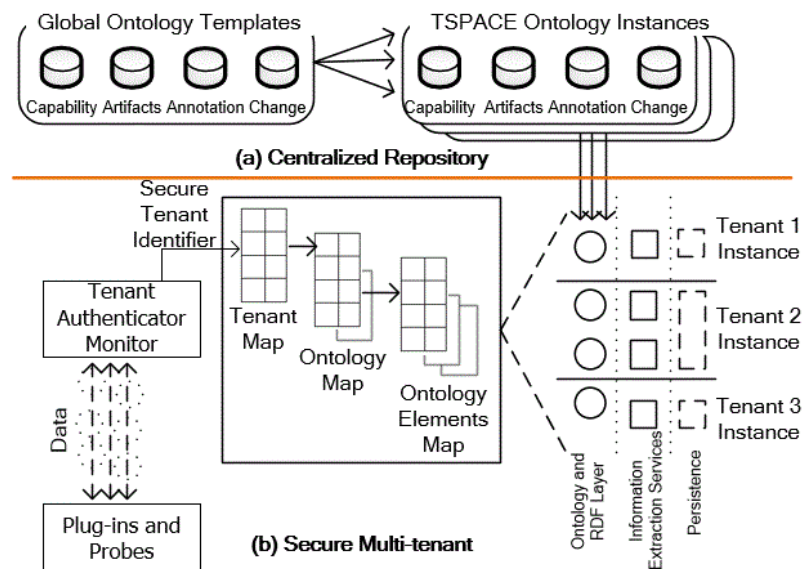 Global Ontology Templates
Capability Artifacts Annotation Change
TSPACE Ontology Instances
Capability Artifacts Annotation Change
(a) Centralized Repository
Secure
Tenant
Identifier
Tenant
Authenticator
Monitor
Data
Plug-ins and
Probes
Tenant
Map
Ontology
Map
Ontology
Elements
Map
(b) Secure Multi-tenant
Tenant 1
Instance
Tenant 2
Instance
Tenant 3
Instance
Ontology and
RDF Layer
Information
Extraction Services
Persistence